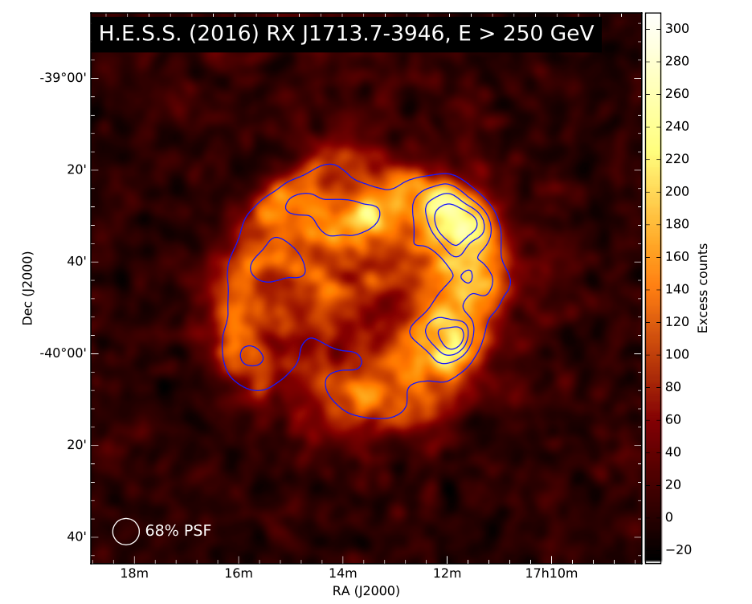 H.E.S.S. (2016) RX J1713.7-3946, E > 250 GeV
-39°00'
20'
40'
-40°00'
20'
40'
Dec (J2000)
68% PSF
18m
16m
14m
12m
17h10m
RA (J2000)
300
280
260
240
220
200
180
160
140
120
100
80
60
40
20
0
−20
Excess counts